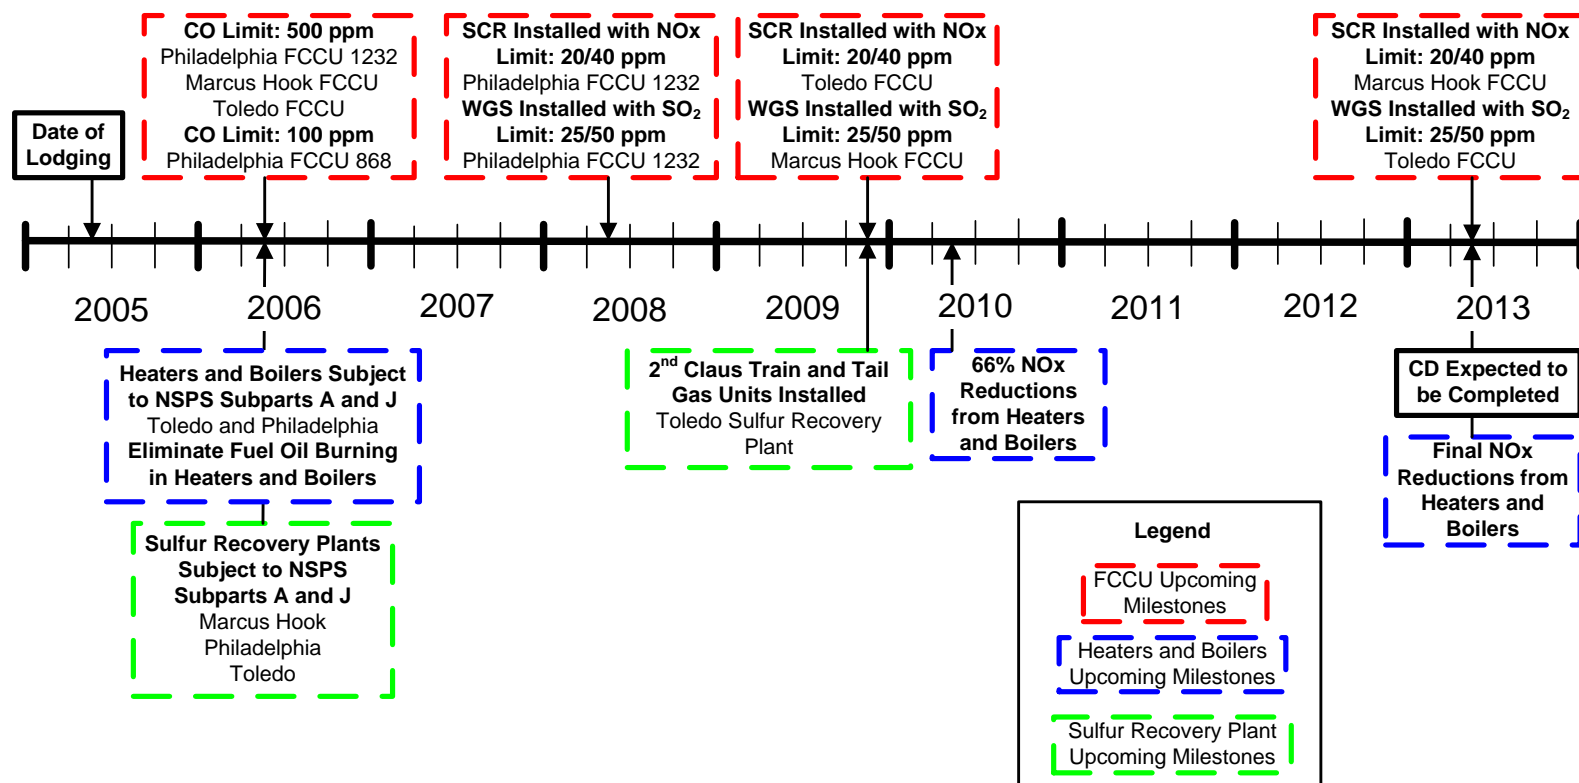 Date of
Lodging
CO Limit: 500 ppm
Philadelphia FCCU 1232
Marcus Hook FCCU
Toledo FCCU
CO Limit: 100 ppm
Philadelphia FCCU 868
SCR Installed with NOx
Limit: 20/40 ppm
Philadelphia FCCU 1232
WGS Installed with SO₂
Limit: 25/50 ppm
Philadelphia FCCU 1232
SCR Installed with NOx
Limit: 20/40 ppm
Toledo FCCU
WGS Installed with SO₂
Limit: 25/50 ppm
Marcus Hook FCCU
SCR Installed with NOx
Limit: 20/40 ppm
Marcus Hook FCCU
WGS Installed with SO₂
Limit: 25/50 ppm
Toledo FCCU
2005 2006 2007 2008 2009 2010 2011 2012 2013
Heaters and Boilers Subject
to NSPS Subparts A and J
Toledo and Philadelphia
Eliminate Fuel Oil Burning
in Heaters and Boilers
Sulfur Recovery Plants
Subject to NSPS
Subparts A and J
Marcus Hook
Philadelphia
Toledo
2nd Claus Train and Tail
Gas Units Installed
Toledo Sulfur Recovery
Plant
66% NOx
Reductions
from Heaters
and Boilers
CD Expected to
be Completed
Final NOx
Reductions from
Heaters and
Boilers
Legend
FCCU Upcoming
Milestones
Heaters and Boilers
Upcoming Milestones
Sulfur Recovery Plant
Upcoming Milestones